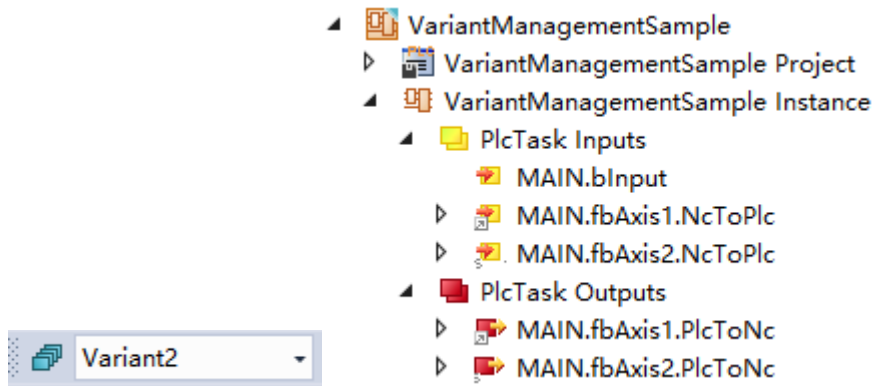 VariantManagementSample
VariantManagementSample Project
VariantManagementSample Instance
PlcTask Inputs
MAIN.bInput
MAIN.fbAxis1.NcToPlc
MAIN.fbAxis2.NcToPlc
PlcTask Outputs
MAIN.fbAxis1.PlcToNc
Variant2
MAIN.fbAxis2.PlcToNc